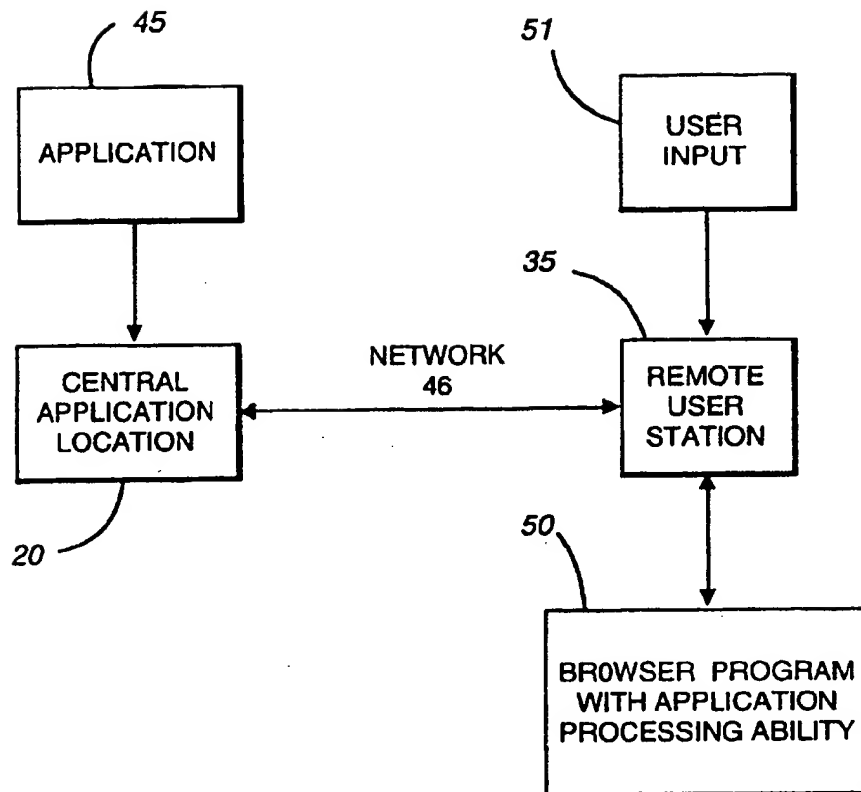 45
APPLICATION
51
USER
INPUT
35
CENTRAL
APPLICATION
LOCATION
NETWORK
46
REMOTE
USER
STATION
20
50
BR0WSER PROGRAM
WITH APPLICATION
PROCESSING ABILITY